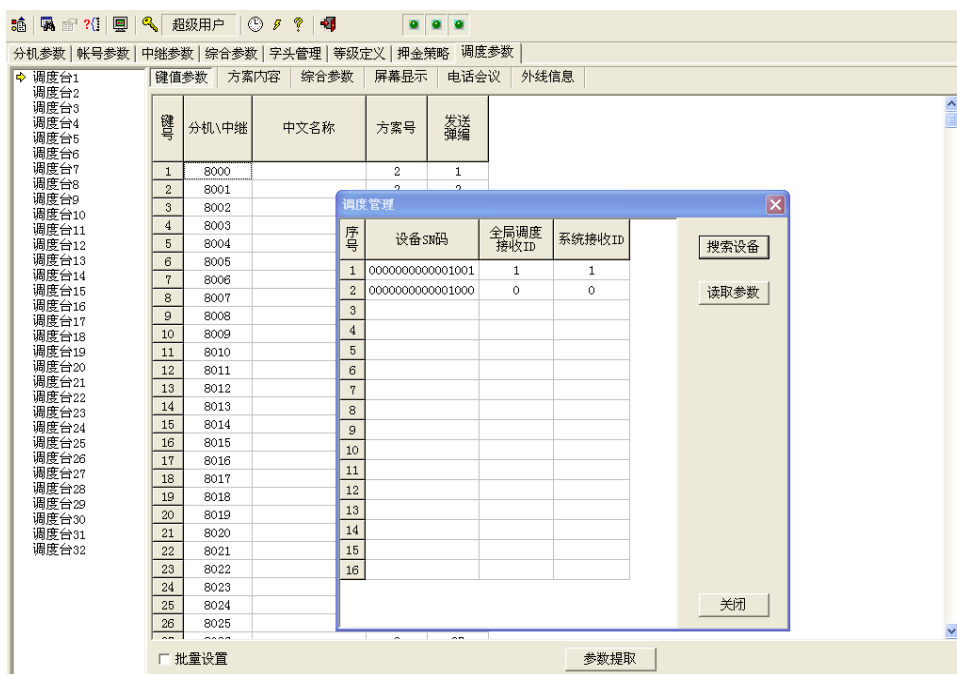 超级用户
分机参数 帐号参数 中继参数 综合参数 字头管理 等级定义 押金策略 调度参数
调度台1
调度台2
调度台3
调度台4
调度台5
调度台6
调度台7
调度台8
调度台9
调度台10
调度台11
调度台12
调度台13
调度台14
调度台15
调度台16
调度台17
调度台18
调度台19
调度台20
调度台21
调度台22
调度台23
调度台24
调度台25
调度台26
调度台27
调度台28
调度台29
调度台30
调度台31
调度台32
键值参数 方案内容 综合参数 屏幕显示 电话会议 外线信息
键号 分机\中继 中文名称 方案号 发送弹编
1 8000 2 1
2 8001 2 2
3 8002
4 8003
5 8004
6 8005
7 8006
8 8007
9 8008
10 8009
11 8010
12 8011
13 8012
14 8013
15 8014
16 8015
17 8016
18 8017
19 8018
20 8019
21 8020
22 8021
23 8022
24 8023
25 8024
26 8025
调度管理
序号 设备SN码 全局调度接收ID 系统接收ID
1 0000000000001001 1 1
2 0000000000001000 0 0
3
4
5
6
7
8
9
10
11
12
13
14
15
16
搜索设备
读取参数
关闭
批量设置
参数提取